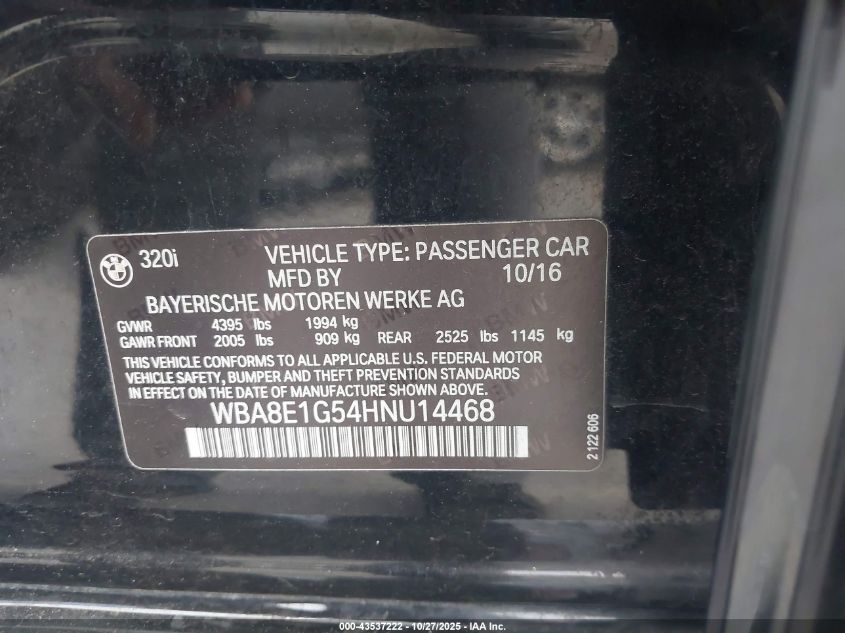 320i VEHICLE TYPE: PASSENGER CAR
MFD BY 10/16
BAYERISCHE MOTOREN WERKE AG
GVWR 4395 lbs 1994 kg
GAWR FRONT 2005 lbs 909 kg REAR 2525 lbs 1145 kg
THIS VEHICLE CONFORMS TO ALL APPLICABLE U.S. FEDERAL MOTOR
VEHICLE SAFETY, BUMPER AND THEFT PREVENTION STANDARDS
IN EFFECT ON THE DATE OF MANUFACTURE SHOWN ABOVE.
WBA8E1G54HNU14468
2 122 606
000-43537222 - 10/27/2025 - IAA Inc.